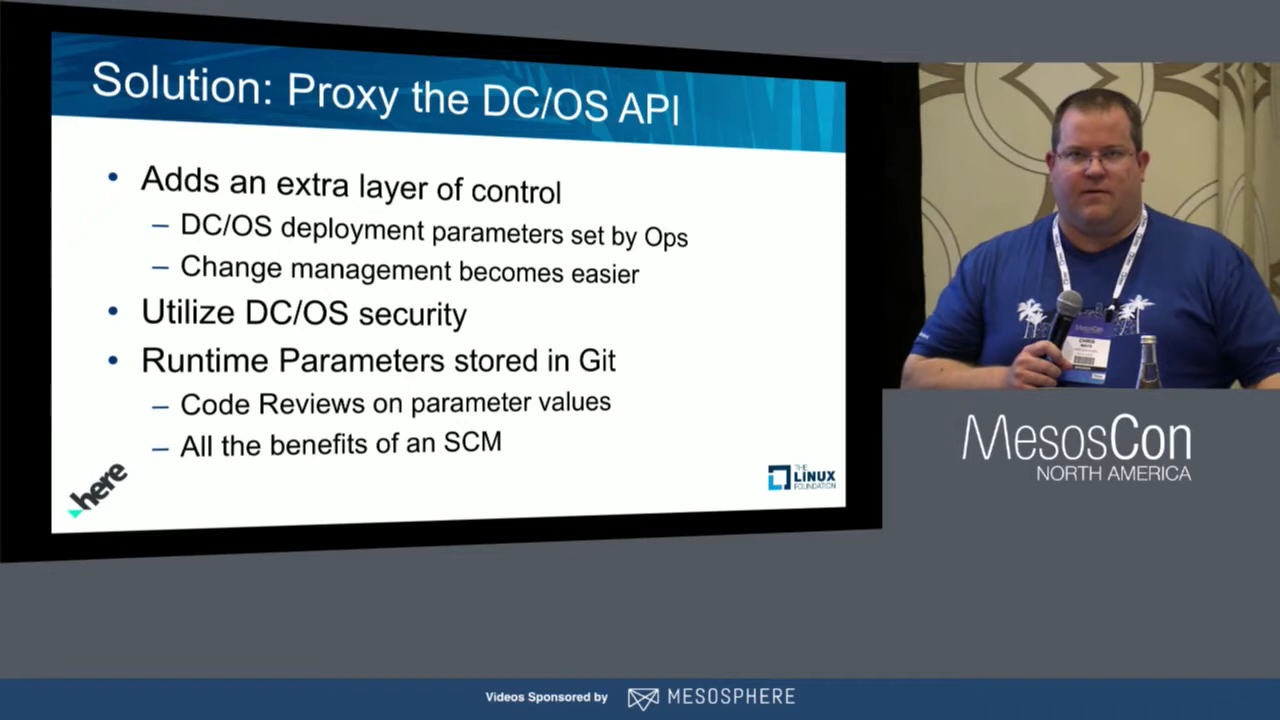 Solution: Proxy the DC/OS API
• Adds an extra layer of control
– DC/OS deployment parameters set by Ops
– Change management becomes easier
• Utilize DC/OS security
• Runtime Parameters stored in Git
– Code Reviews on parameter values
– All the benefits of an SCM
here
THE
LINUX
FOUNDATION
MesosCon
CHRIS
MesosCon
NORTH AMERICA
Videos Sponsored by MESOSPHERE